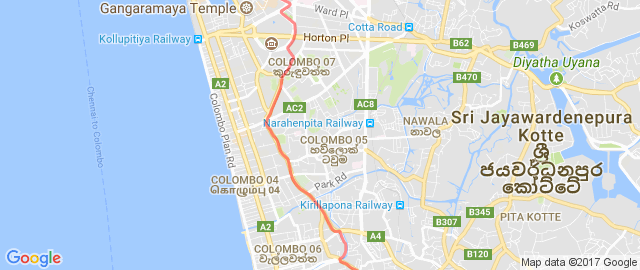 Gangaramaya Temple
Ward Pl
Koswatta Rd
Cotta Road
Kollupitiya Railway
Horton Pl
B62
B469
COLOMBO 07
කුරුඳුවත්ත
Diyatha Uyana
A2
B470
Chennai to Colombo
Colombo Plan Rd
AC2
AC8
Narahenpita Railway
NAWALA
නාවල
Sri Jayawardenepura
Kotte
ශ්‍රී
ජයවර්ධනපුර
කෝට්ටේ
COLOMBO 05
හව්ලොක්
ටවුම
COLOMBO 04
கொழும்பு 04
Park Rd
Kirillapona Railway
B345
PITA KOTTE
A2
B307
A4
COLOMBO 06
වැල්ලවත්ත
B120
Google
Map data ©2017 Google